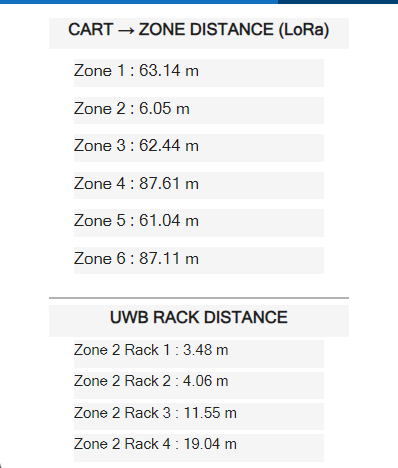 CART → ZONE DISTANCE (LoRa)
Zone 1 : 63.14 m
Zone 2 : 6.05 m
Zone 3 : 62.44 m
Zone 4 : 87.61 m
Zone 5 : 61.04 m
Zone 6 : 87.11 m
UWB RACK DISTANCE
Zone 2 Rack 1 : 3.48 m
Zone 2 Rack 2 : 4.06 m
Zone 2 Rack 3 : 11.55 m
Zone 2 Rack 4 : 19.04 m